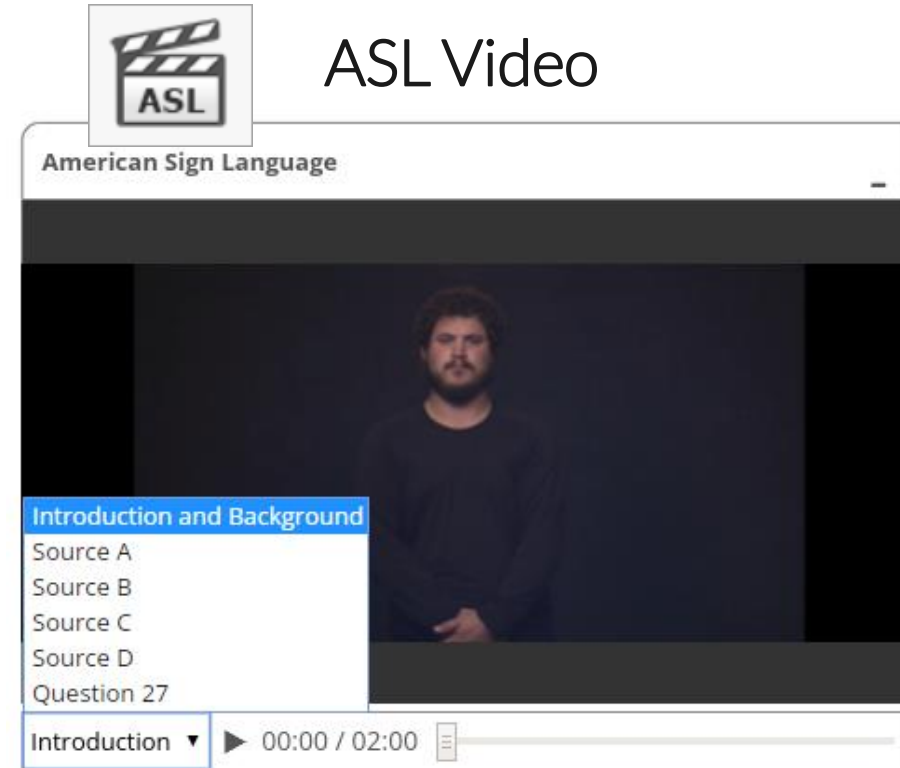 ASL
ASL Video
American Sign Language
Introduction and Background
Source A
Source B
Source C
Source D
Question 27
Introduction ▼ 00:00 / 02:00